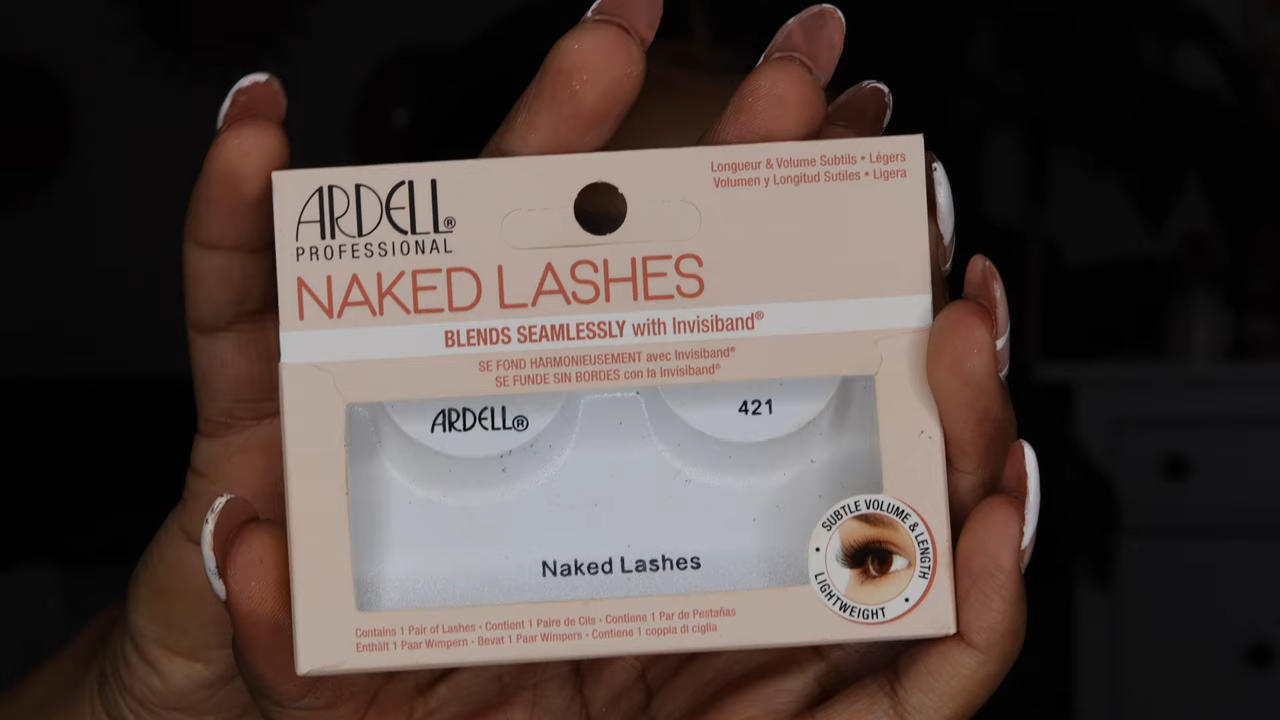 ARDELL®
PROFESSIONAL
Longueur & Volume Subtils • Légers
Volumen y Longitud Sutiles • Ligera
NAKED LASHES
BLENDS SEAMLESSLY with Invisiband®
SE FOND HARMONIEUSEMENT avec Invisiband®
SE FUNDE SIN BORDES con la Invisiband®
ARDELL®
421
Naked Lashes
SUBTLE VOLUME & LENGTH
• LIGHTWEIGHT •
Contains 1 Pair of Lashes • Contient 1 Paire de Cils • Contiene 1 Par de Pestañas
Enthält 1 Paar Wimpern • Bevat 1 Paar Wimpers • Contiene 1 coppia di ciglia